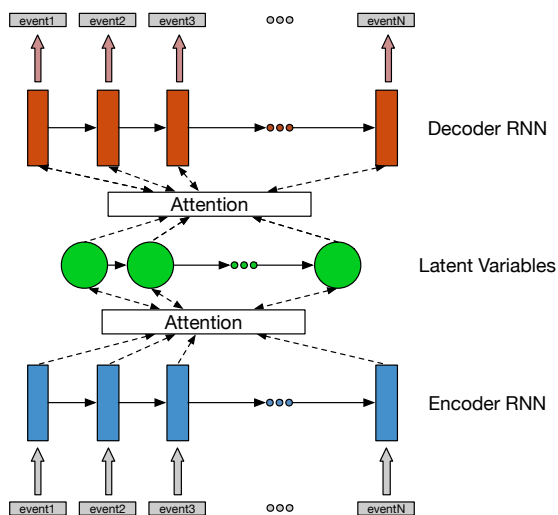 event1 event2 event3 eventN
Decoder RNN
Attention
Latent Variables
Attention
Encoder RNN
event1 event2 event3 eventN